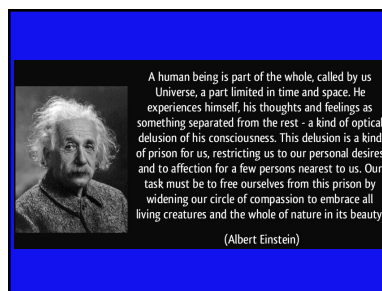 A human being is part of the whole, called by us
Universe, a part limited in time and space. He
experiences himself, his thoughts and feelings as
something separated from the rest - a kind of optical
delusion of his consciousness. This delusion is a kind
of prison for us, restricting us to our personal desires
and to affection for a few persons nearest to us. Our
task must be to free ourselves from this prison by
widening our circle of compassion to embrace all
living creatures and the whole of nature in its beauty
(Albert Einstein)